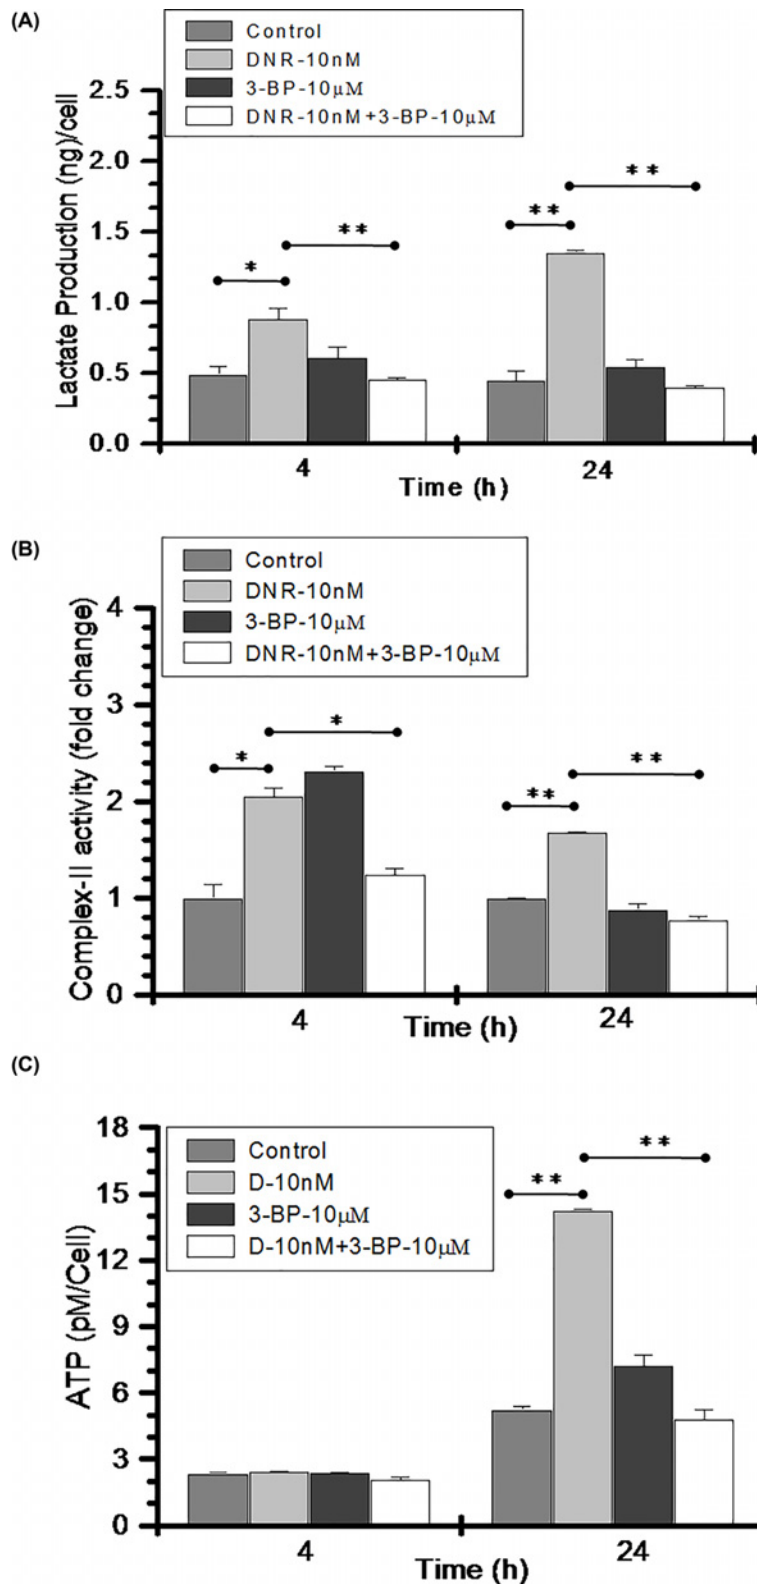 (A)
Control
DNR-10nM
3-BP-10μM
DNR-10nM+3-BP-10μM
Lactate Production (ng)/cell
2.5
2.0
1.5
1.0
0.5
0.0
*
**
**
**
4
24
Time (h)
(B)
Control
DNR-10nM
3-BP-10μM
DNR-10nM+3-BP-10μM
Complex-II activity (fold change)
4
3
2
1
0
*
*
**
**
4
24
Time (h)
(C)
Control
D-10nM
3-BP-10μM
D-10nM+3-BP-10μM
ATP (pM/Cell)
18
15
12
9
6
3
0
**
**
4
24
Time (h)